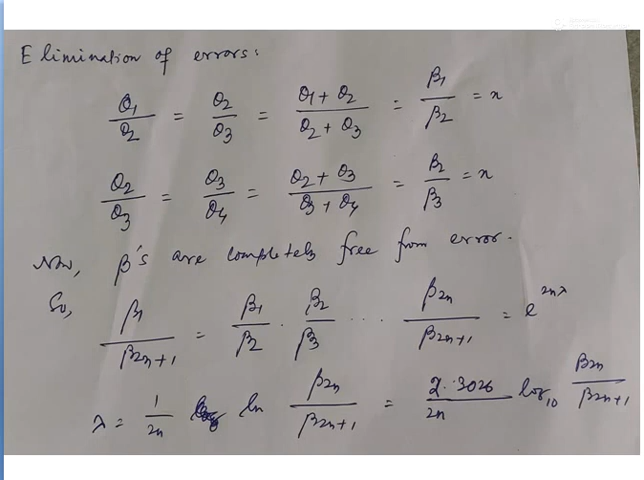 Elimination of errors:
θ1/θ2 = θ2/θ3 = (θ1 + θ2)/(θ2 + θ3) = β1/β2 = x
θ2/θ3 = θ3/θ4 = (θ2 + θ3)/(θ3 + θ4) = β2/β3 = x
Now, β's are completely free from error.
So, β1/β2n+1 = β1/β2 · β2/β3 ... β2n/β2n+1 = e^2nλ
λ = 1/2n ln β2n/β2n+1 = 2.3026/2n log10 β2n/β2n+1